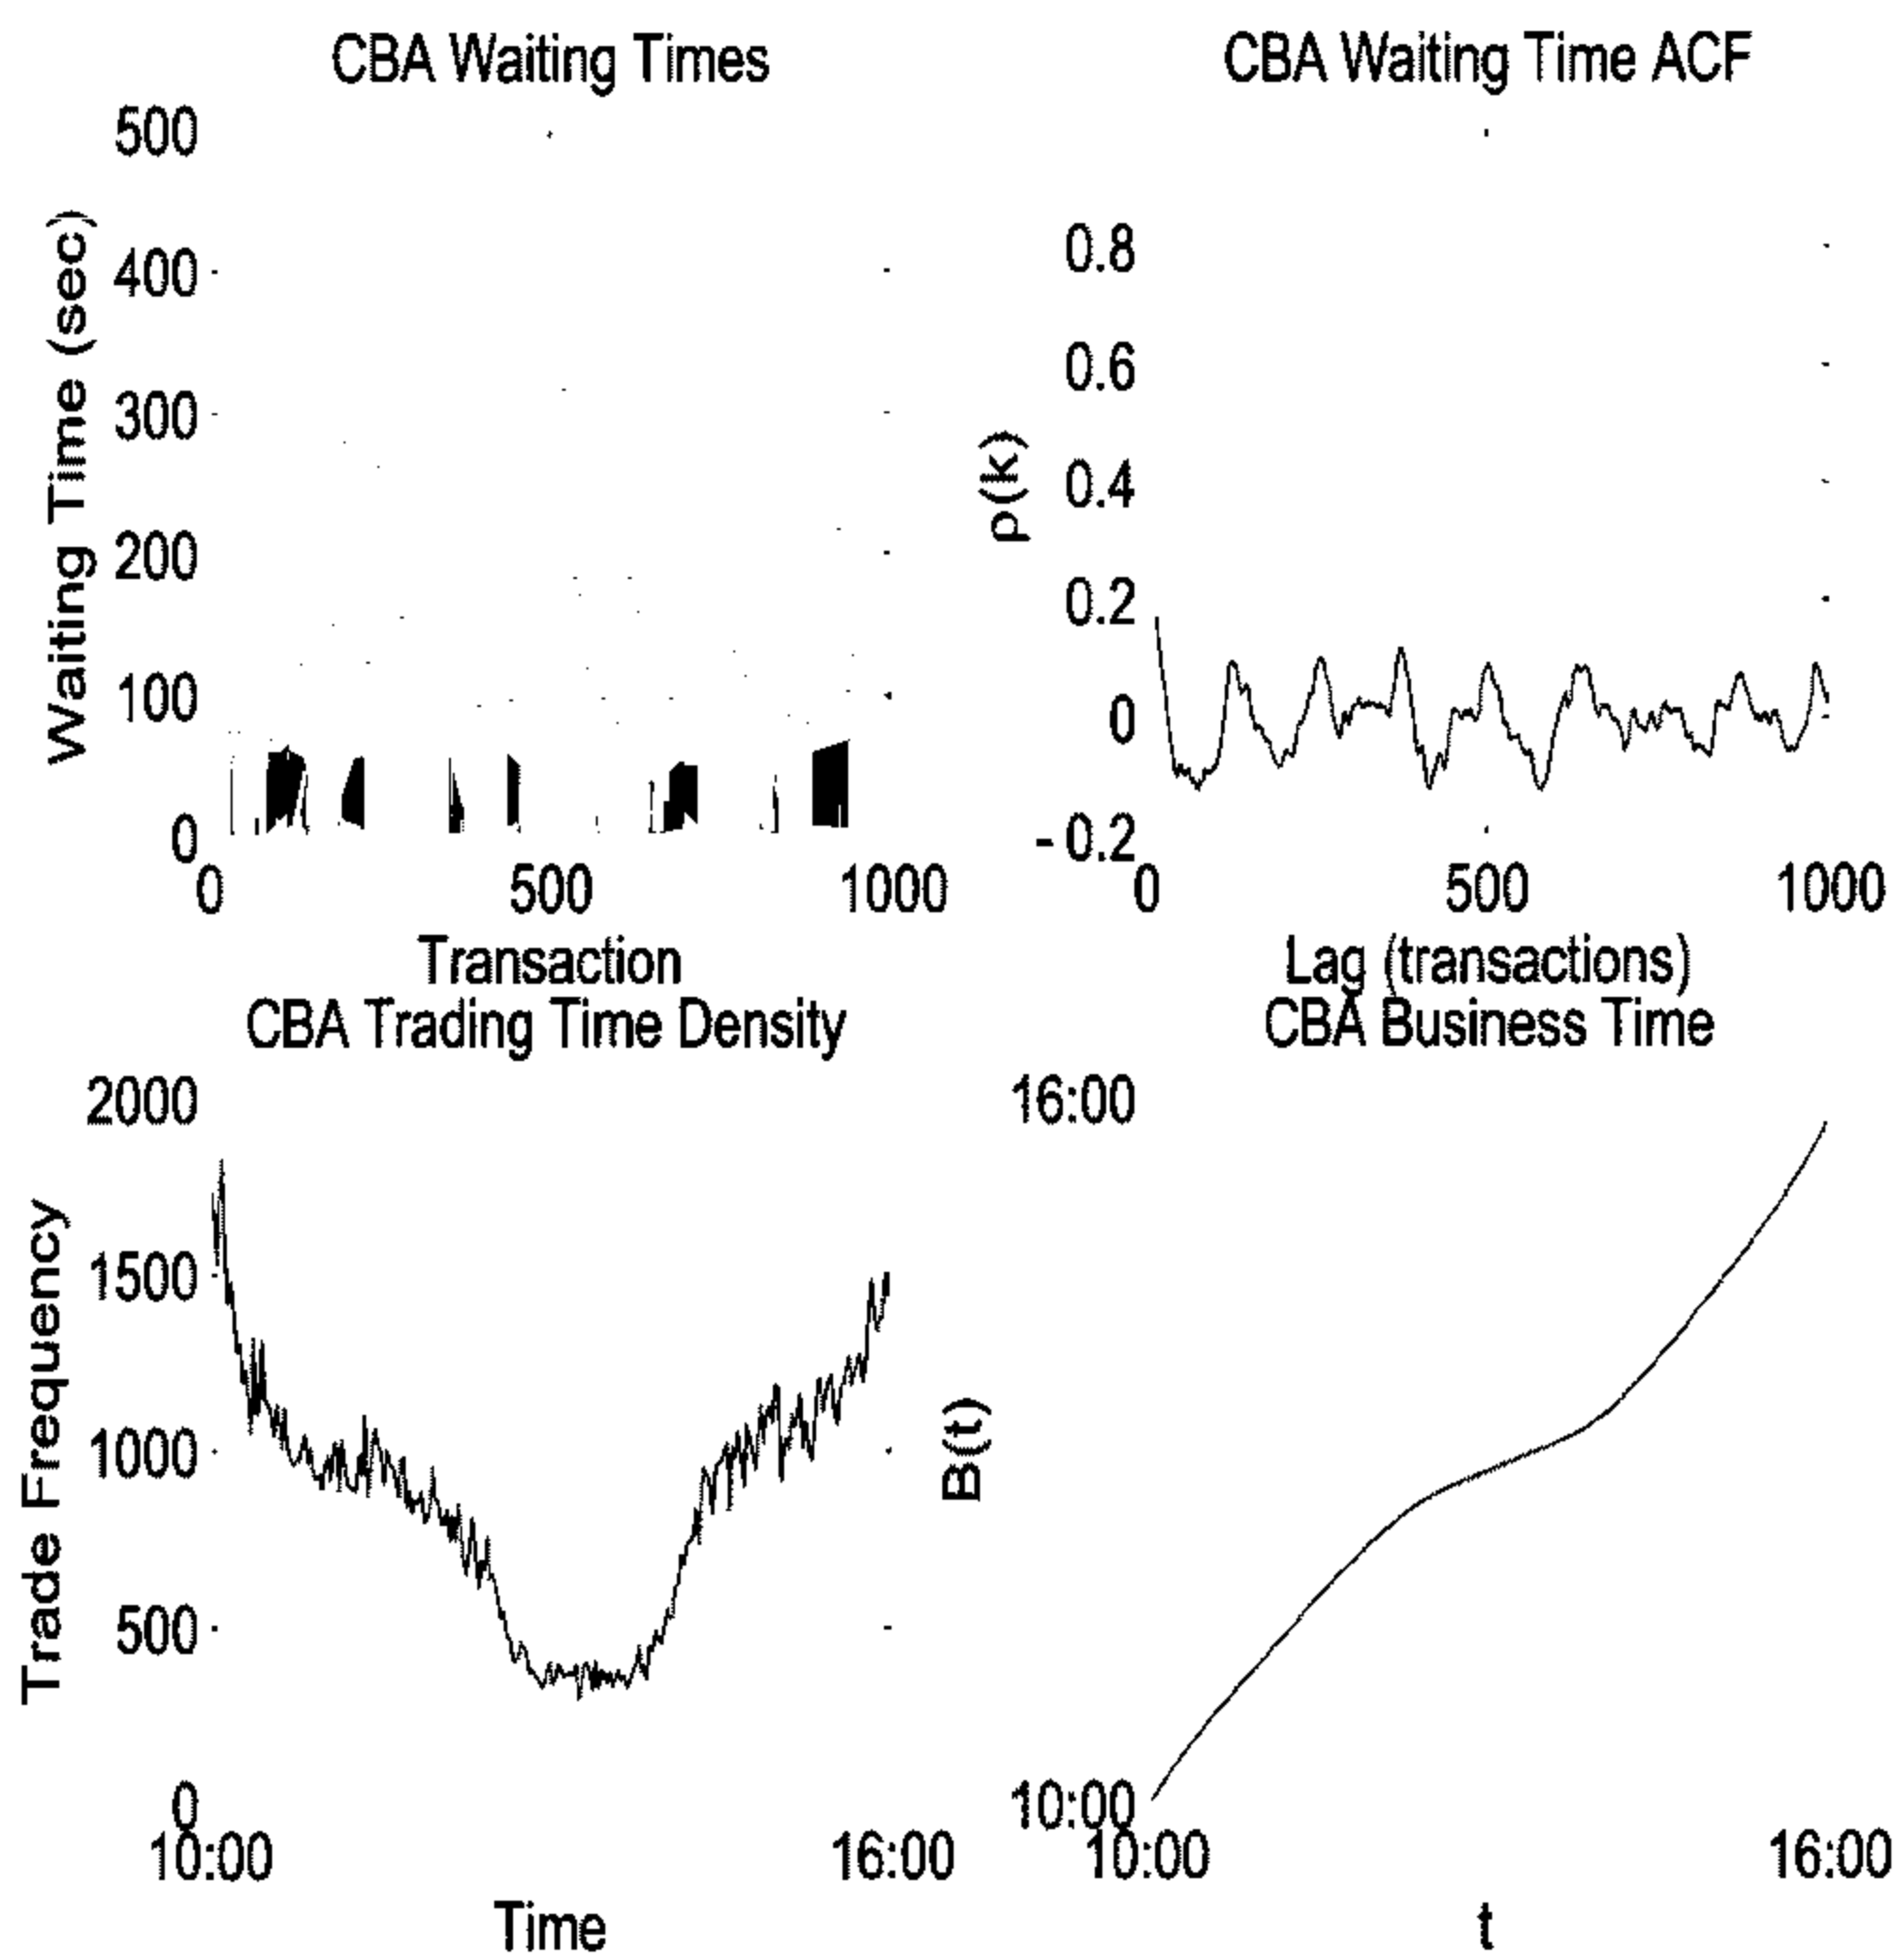 CBA Waiting Times
500
400
300
200
100
0
Waiting Time (sec)
0 500 1000
Transaction
CBA Waiting Time ACF
0.8
0.6
0.4
0.2
0
- 0.2
ρ(k)
0 500 1000
Lag (transactions)
CBA Trading Time Density
2000
1500
1000
500
0
Trade Frequency
10:00 16:00
Time
CBA Business Time
16:00
10:00
B(t)
10:00 16:00
t